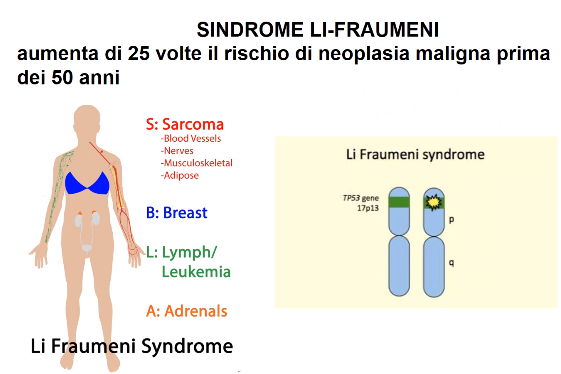 SINDROME LI-FRAUMENI
aumenta di 25 volte il rischio di neoplasia maligna prima
dei 50 anni
S: Sarcoma
-Blood Vessels
-Nerves
-Musculoskeletal
-Adipose
B: Breast
L: Lymph/
Leukemia
A: Adrenals
Li Fraumeni Syndrome
Li Fraumeni syndrome
TP53 gene
17p13
p
q